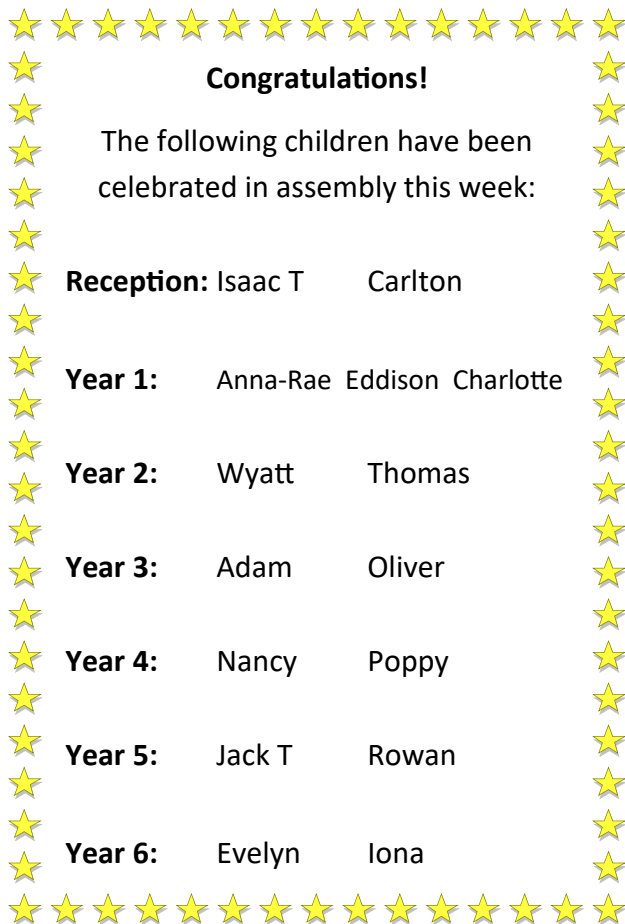 Congratulations!
The following children have been
celebrated in assembly this week:
Reception: Isaac T Carlton
Year 1: Anna-Rae Eddison Charlotte
Year 2: Wyatt Thomas
Year 3: Adam Oliver
Year 4: Nancy Poppy
Year 5: Jack T Rowan
Year 6: Evelyn Iona